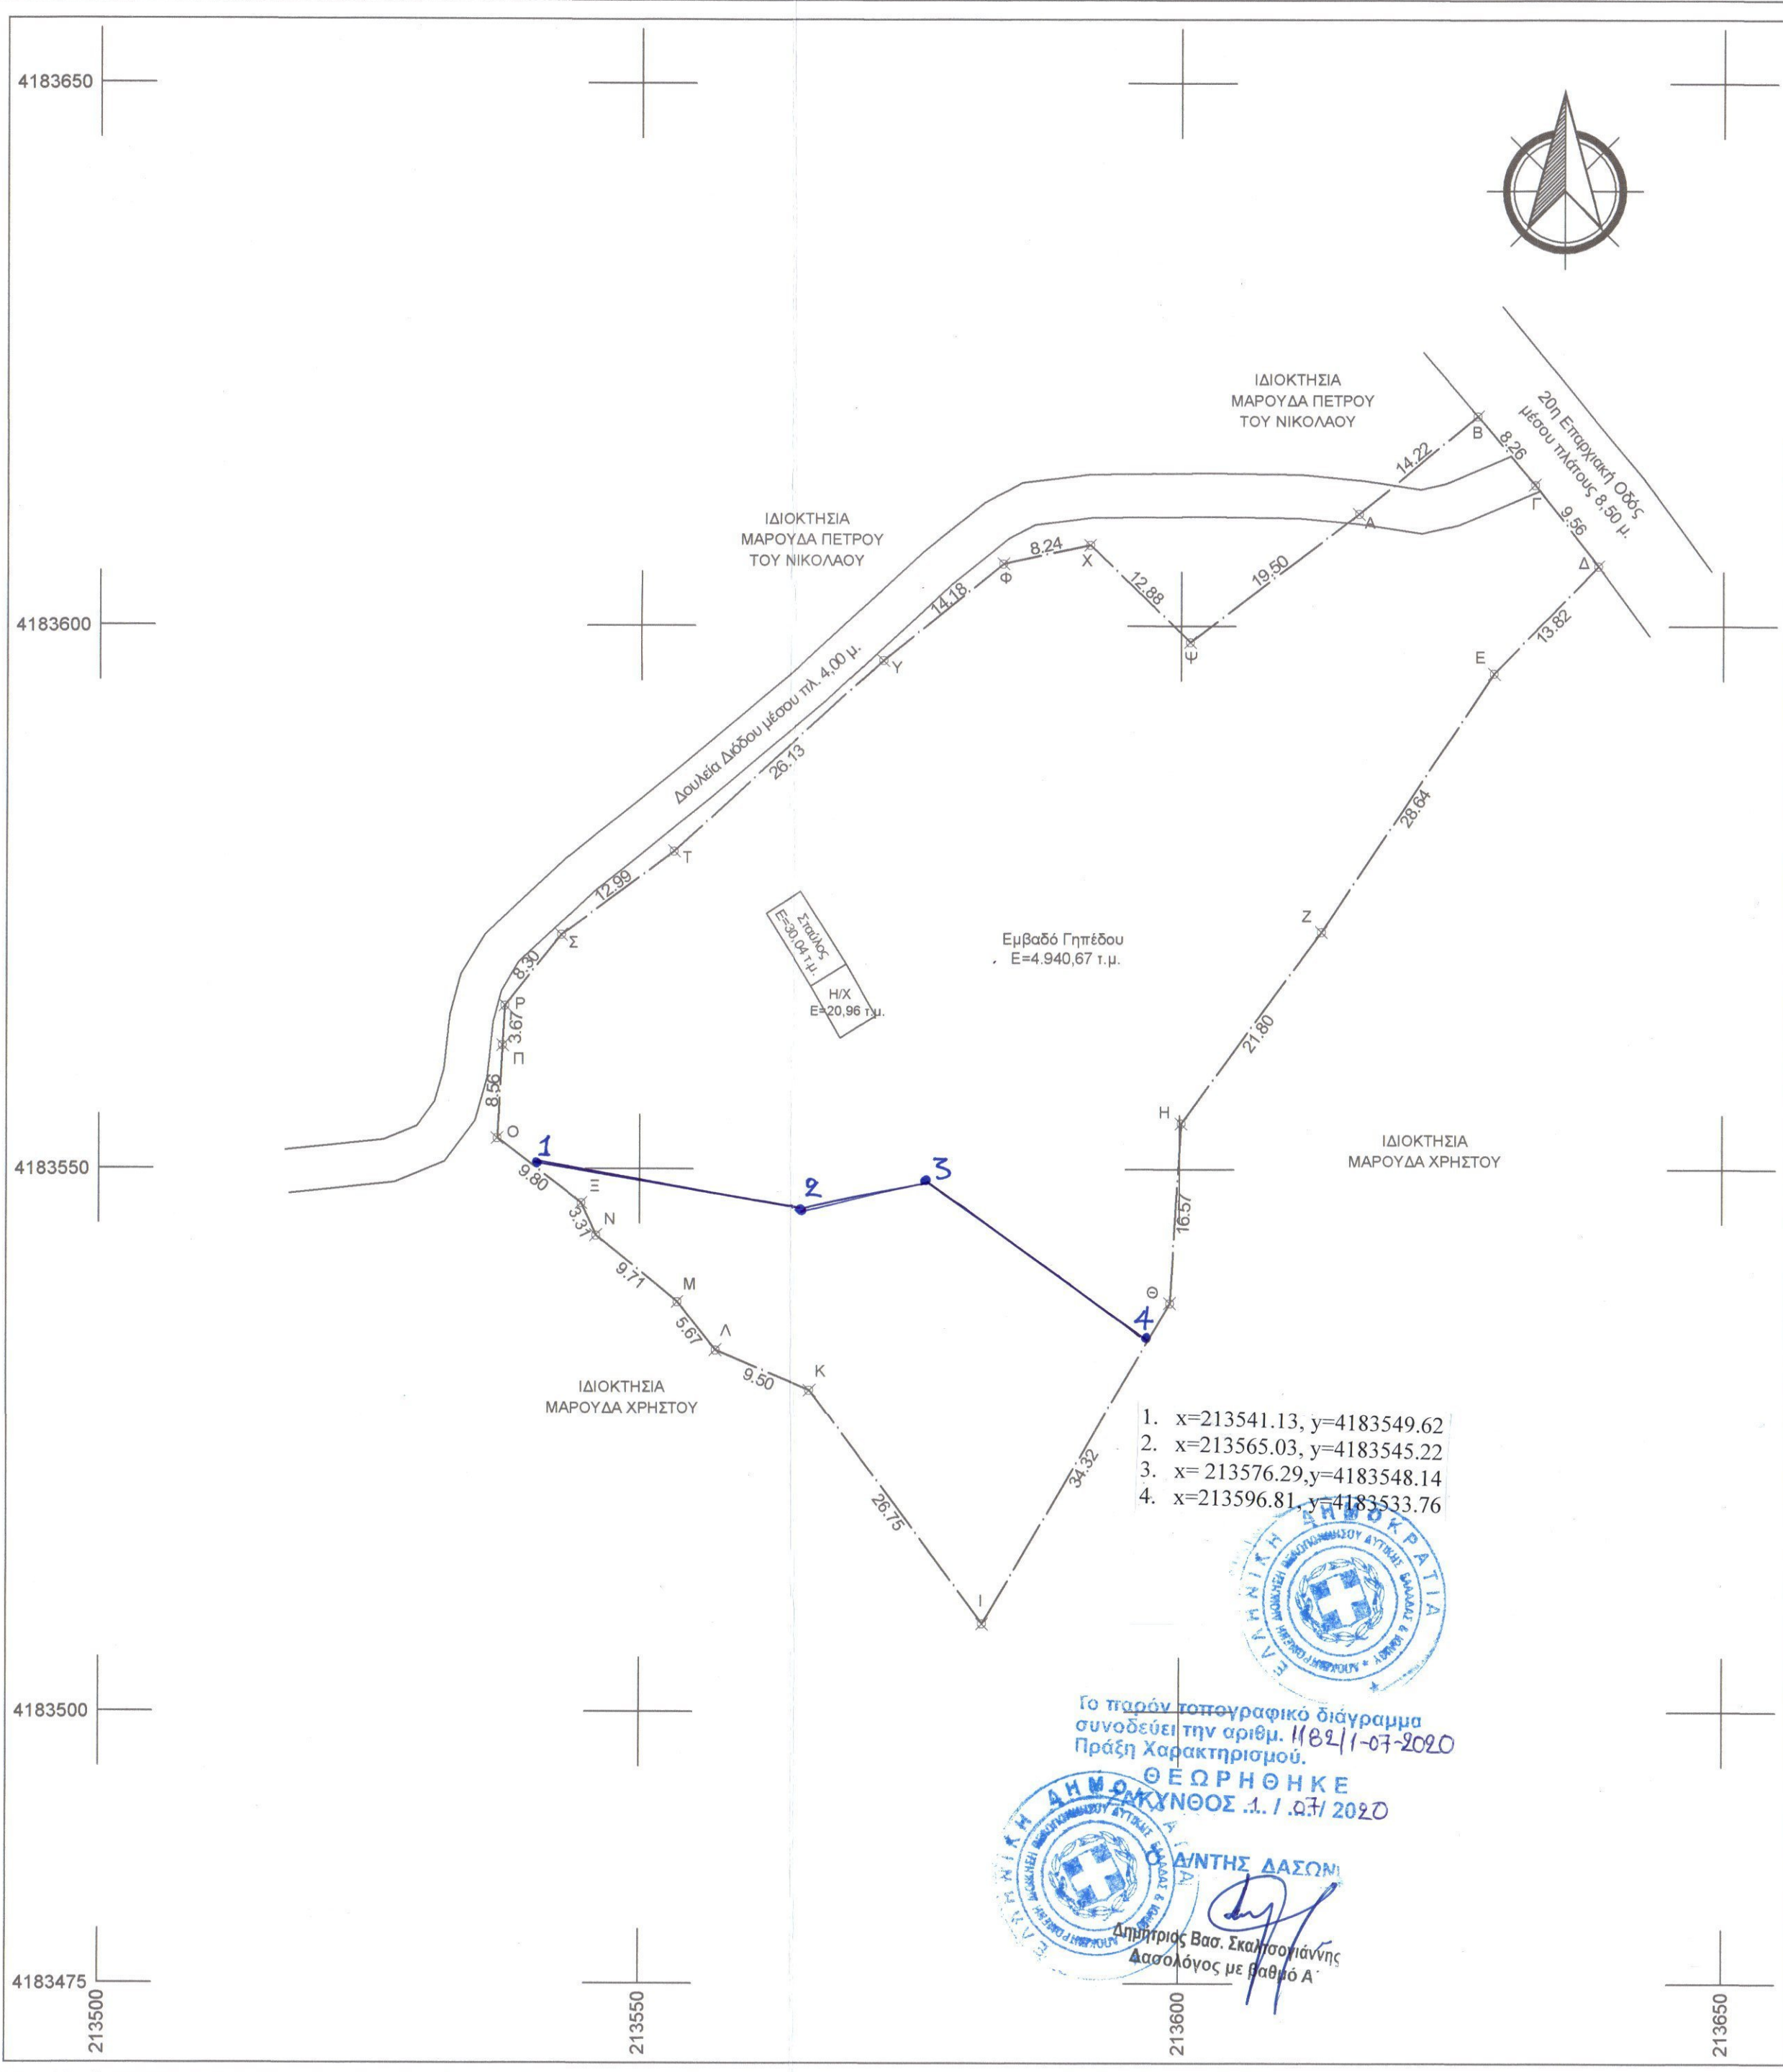 4183650
ΙΔΙΟΚΤΗΣΙΑ
ΜΑΡΟΥΔΑ ΠΕΤΡΟΥ
ΤΟΥ ΝΙΚΟΛΑΟΥ
20η Επαρχιακή Οδός
μέσου πλάτους 8,50 μ.
Β
8.26
14.22
Γ
Α
9.56
Δ
ΙΔΙΟΚΤΗΣΙΑ
ΜΑΡΟΥΔΑ ΠΕΤΡΟΥ
ΤΟΥ ΝΙΚΟΛΑΟΥ
8.24
Χ
Φ
12.88
19.50
14.18
13.82
4183600
Ψ
Ε
Υ
Δουλεία Διόδου μέσου πλ. 4,00 μ.
26.13
28.64
Τ
12.99
Σ
Ζ
Σταύλος
Ε=30,04 τ.μ.
Η/Χ
Ε=20,96 τ.μ.
Εμβαδό Γηπέδου
Ε=4.940,67 τ.μ.
8.30
Ρ
3.67
Π
21.80
8.56
Η
Ο
1
4183550
9.80
Ξ
2
3
ΙΔΙΟΚΤΗΣΙΑ
ΜΑΡΟΥΔΑ ΧΡΗΣΤΟΥ
3.31
Ν
16.57
9.71
Μ
Θ
4
5.67
Λ
9.50
Κ
ΙΔΙΟΚΤΗΣΙΑ
ΜΑΡΟΥΔΑ ΧΡΗΣΤΟΥ
34.32
26.75
Ι
1. x=213541.13, y=4183549.62
2. x=213565.03, y=4183545.22
3. x= 213576.29,y=4183548.14
4. x=213596.81, y=4183533.76
ΕΛΛΗΝΙΚΗ ΔΗΜΟΚΡΑΤΙΑ
4183500
Το παρόν τοπογραφικό διάγραμμα
συνοδεύει την αριθμ. 1182/1-07-2020
Πράξη Χαρακτηρισμού.
ΘΕΩΡΗΘΗΚΕ
ΖΑΚΥΝΘΟΣ .1. / .07/ 2020
ΕΛΛΗΝΙΚΗ ΔΗΜΟΚΡΑΤΙΑ
Ο Δ/ΝΤΗΣ ΔΑΣΩΝ
Δημήτριος Βασ.
Δασολόγος με βαθμό Α΄
4183475
213500
213550
213600
213650